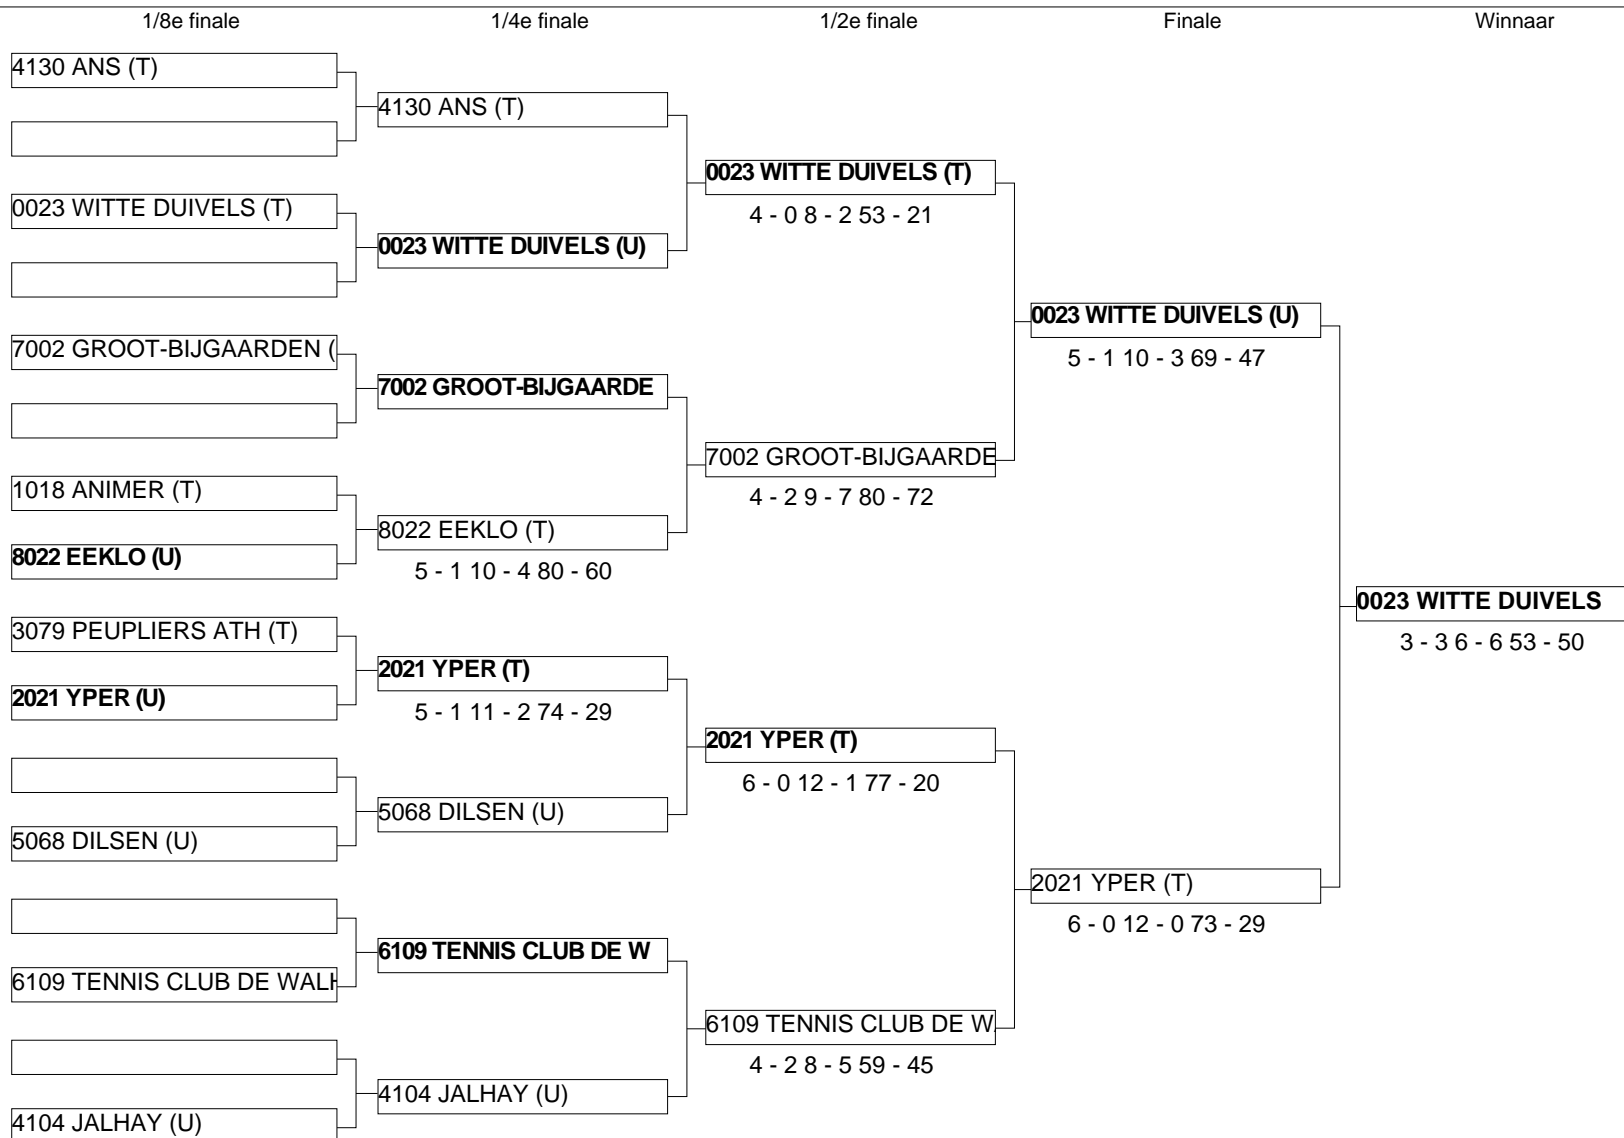 1/8e finale
1/4e finale
1/2e finale
Finale
Winnaar
4130 ANS (T)
4130 ANS (T)
0023 WITTE DUIVELS (T)
4 - 0 8 - 2 53 - 21
0023 WITTE DUIVELS (T)
0023 WITTE DUIVELS (U)
0023 WITTE DUIVELS (U)
5 - 1 10 - 3 69 - 47
7002 GROOT-BIJGAARDEN (
7002 GROOT-BIJGAARDE
7002 GROOT-BIJGAARDE
4 - 2 9 - 7 80 - 72
1018 ANIMER (T)
8022 EEKLO (T)
8022 EEKLO (U)
5 - 1 10 - 4 80 - 60
0023 WITTE DUIVELS
3 - 3 6 - 6 53 - 50
3079 PEUPLIERS ATH (T)
2021 YPER (T)
2021 YPER (U)
5 - 1 11 - 2 74 - 29
2021 YPER (T)
6 - 0 12 - 1 77 - 20
5068 DILSEN (U)
5068 DILSEN (U)
2021 YPER (T)
6 - 0 12 - 0 73 - 29
6109 TENNIS CLUB DE W
6109 TENNIS CLUB DE WALH
6109 TENNIS CLUB DE W.
4 - 2 8 - 5 59 - 45
4104 JALHAY (U)
4104 JALHAY (U)